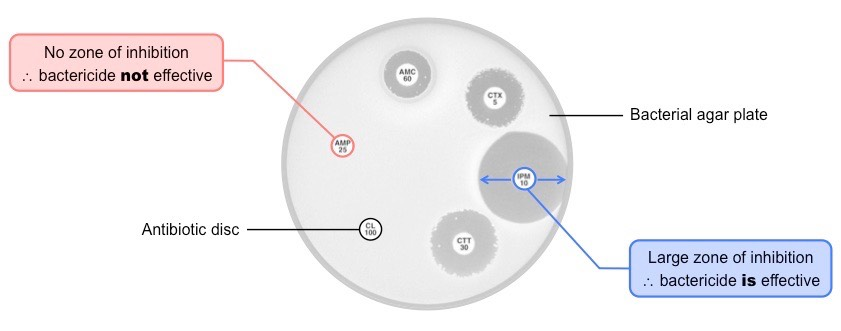 No zone of inhibition
∴ bactericide not effective
AMC
60
CTX
5
Bacterial agar plate
AMP
25
IPM
10
Antibiotic disc
CL
100
CTT
30
Large zone of inhibition
∴ bactericide is effective